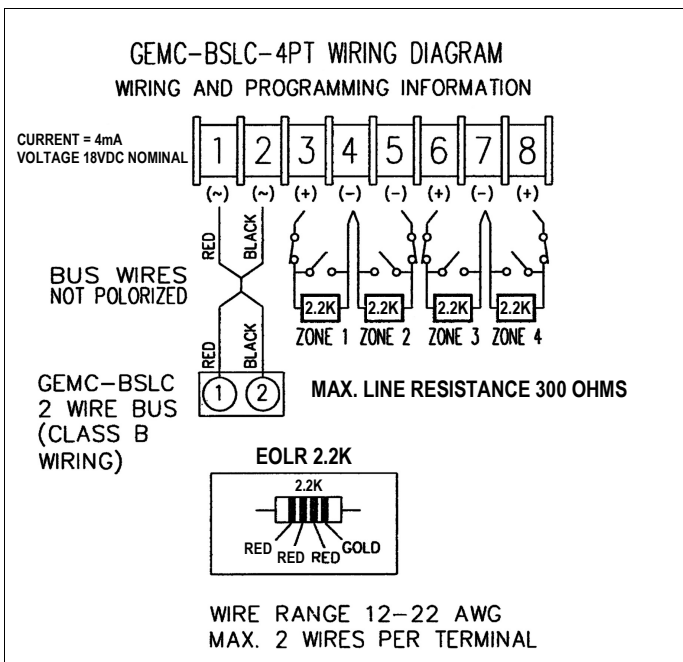 GEMC-BSLC-4PT WIRING DIAGRAM
WIRING AND PROGRAMMING INFORMATION
CURRENT = 4mA
VOLTAGE 18VDC NOMINAL
1 2 3 4 5 6 7 8
(~) (~) (+) (-) (-) (+) (-) (+)
RED BLACK
BUS WIRES
NOT POLORIZED
2.2K 2.2K 2.2K 2.2K
ZONE 1 ZONE 2 ZONE 3 ZONE 4
RED BLACK
1 2
GEMC-BSLC
2 WIRE BUS
(CLASS B
WIRING)
MAX. LINE RESISTANCE 300 OHMS
EOLR 2.2K
2.2K
RED RED RED GOLD
WIRE RANGE 12-22 AWG
MAX. 2 WIRES PER TERMINAL